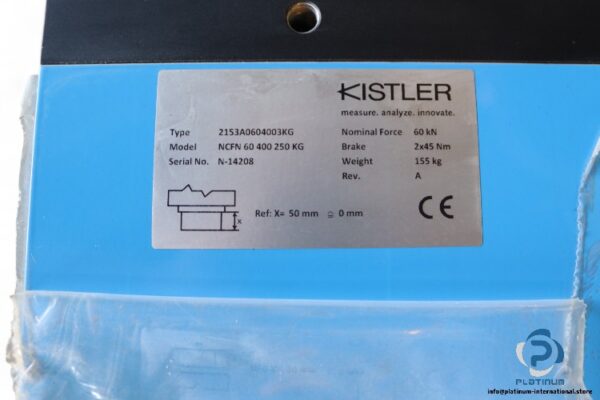 KISTLER
measure. analyze. innovate.
Type 2153A0604003KG Nominal Force 60 kN
Model NCFN 60 400 250 KG Brake 2x45 Nm
Serial No. N-14208 Weight 155 kg
Rev. A
x
Ref: X= 50 mm ≙ 0 mm
CE
PLATINUM
info@platinum-international.store